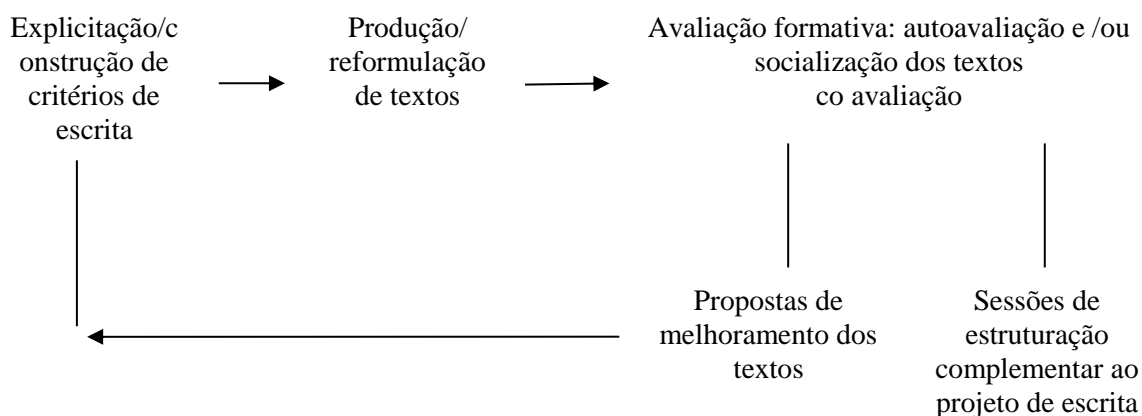 Explicitação/c
onstrução de
critérios de
escrita
Produção/
reformulação
de textos
Avaliação formativa: autoavaliação e /ou
socialização dos textos
co avaliação
Propostas de
melhoramento dos
textos
Sessões de
estruturação
complementar ao
projeto de escrita